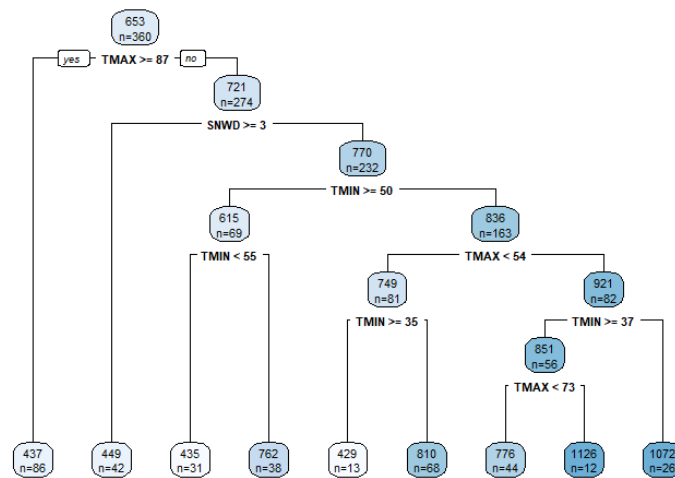 653
n=360
yes TMAX >= 87 no
721
n=274
SNWD >= 3
770
n=232
TMIN >= 50
615
n=69
836
n=163
TMIN < 55
TMAX < 54
749
n=81
921
n=82
TMIN >= 35
TMIN >= 37
851
n=56
TMAX < 73
437
n=86
449
n=42
435
n=31
762
n=38
429
n=13
810
n=68
776
n=44
1126
n=12
1072
n=26